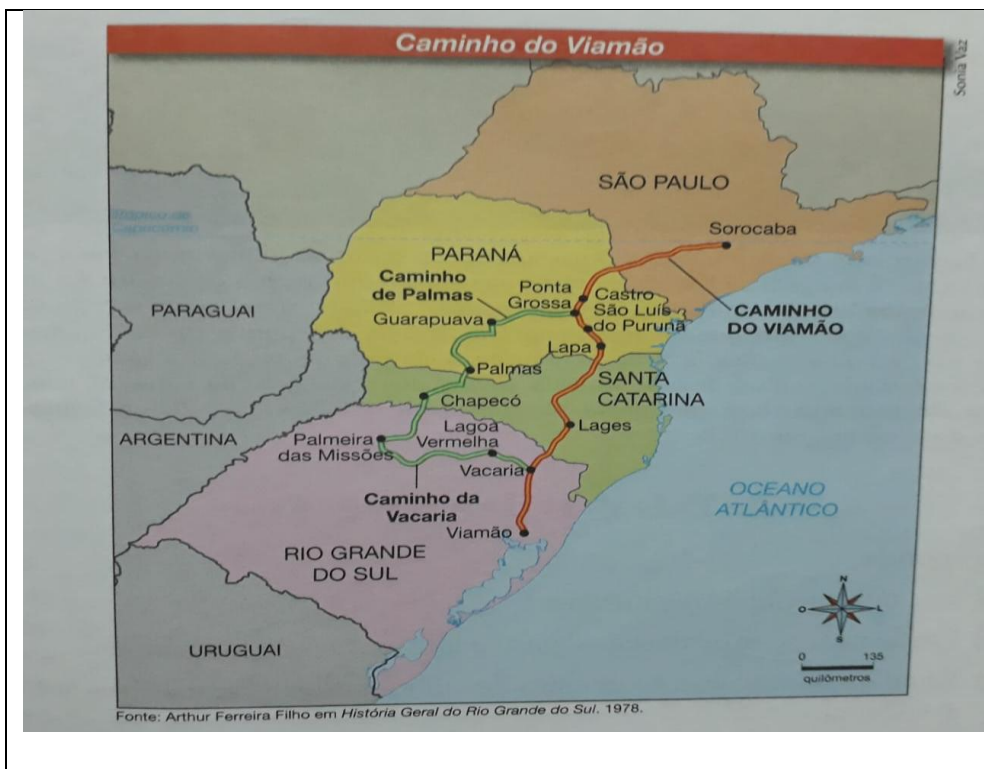 Caminho do Viamão
Sonia Vaz
SÃO PAULO
Sorocaba
Trópico de
Capricórnio
PARANÁ
Caminho
de Palmas
Ponta
Grossa
Castro
São Luís
do Purunã
CAMINHO
DO VIAMÃO
PARAGUAI
Guarapuava
Lapa
Palmas
SANTA
CATARINA
Chapecó
ARGENTINA
Palmeira
das Missões
Lagoa
Vermelha
Lages
Vacaria
Caminho da
Vacaria
Viamão
OCEANO
ATLÂNTICO
RIO GRANDE
DO SUL
URUGUAI
N
O
L
S
0 135
quilômetros
Fonte: Arthur Ferreira Filho em História Geral do Rio Grande do Sul. 1978.